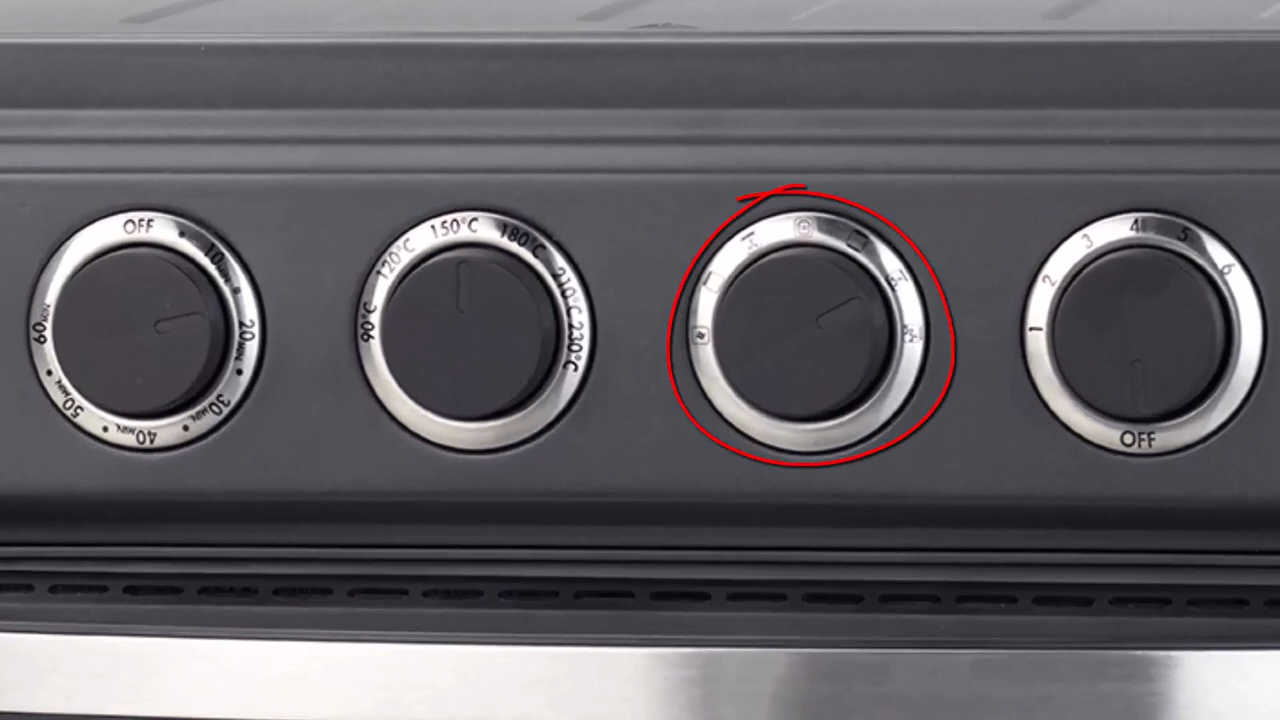 OFF
10MIN
20MIN
30MIN
40MIN
50MIN
60MIN
90°C
120°C
150°C
180°C
210°C
230°C
1
2
3
4
5
6
OFF